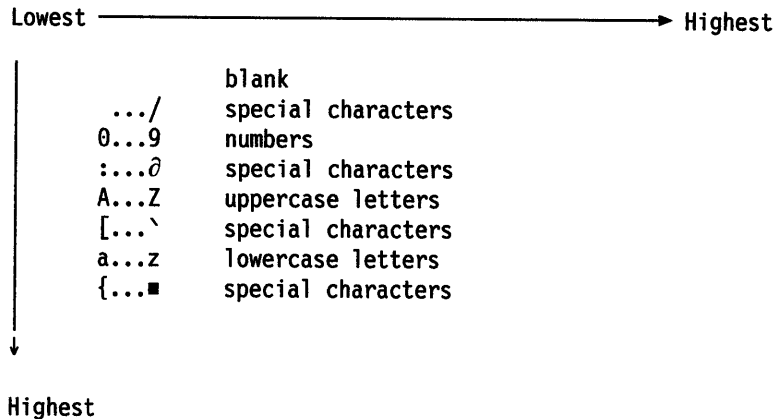 Lowest Highest
blank
.../ special characters
0...9 numbers
:...∂ special characters
A...Z uppercase letters
[...` special characters
a...z lowercase letters
{...■ special characters
Highest